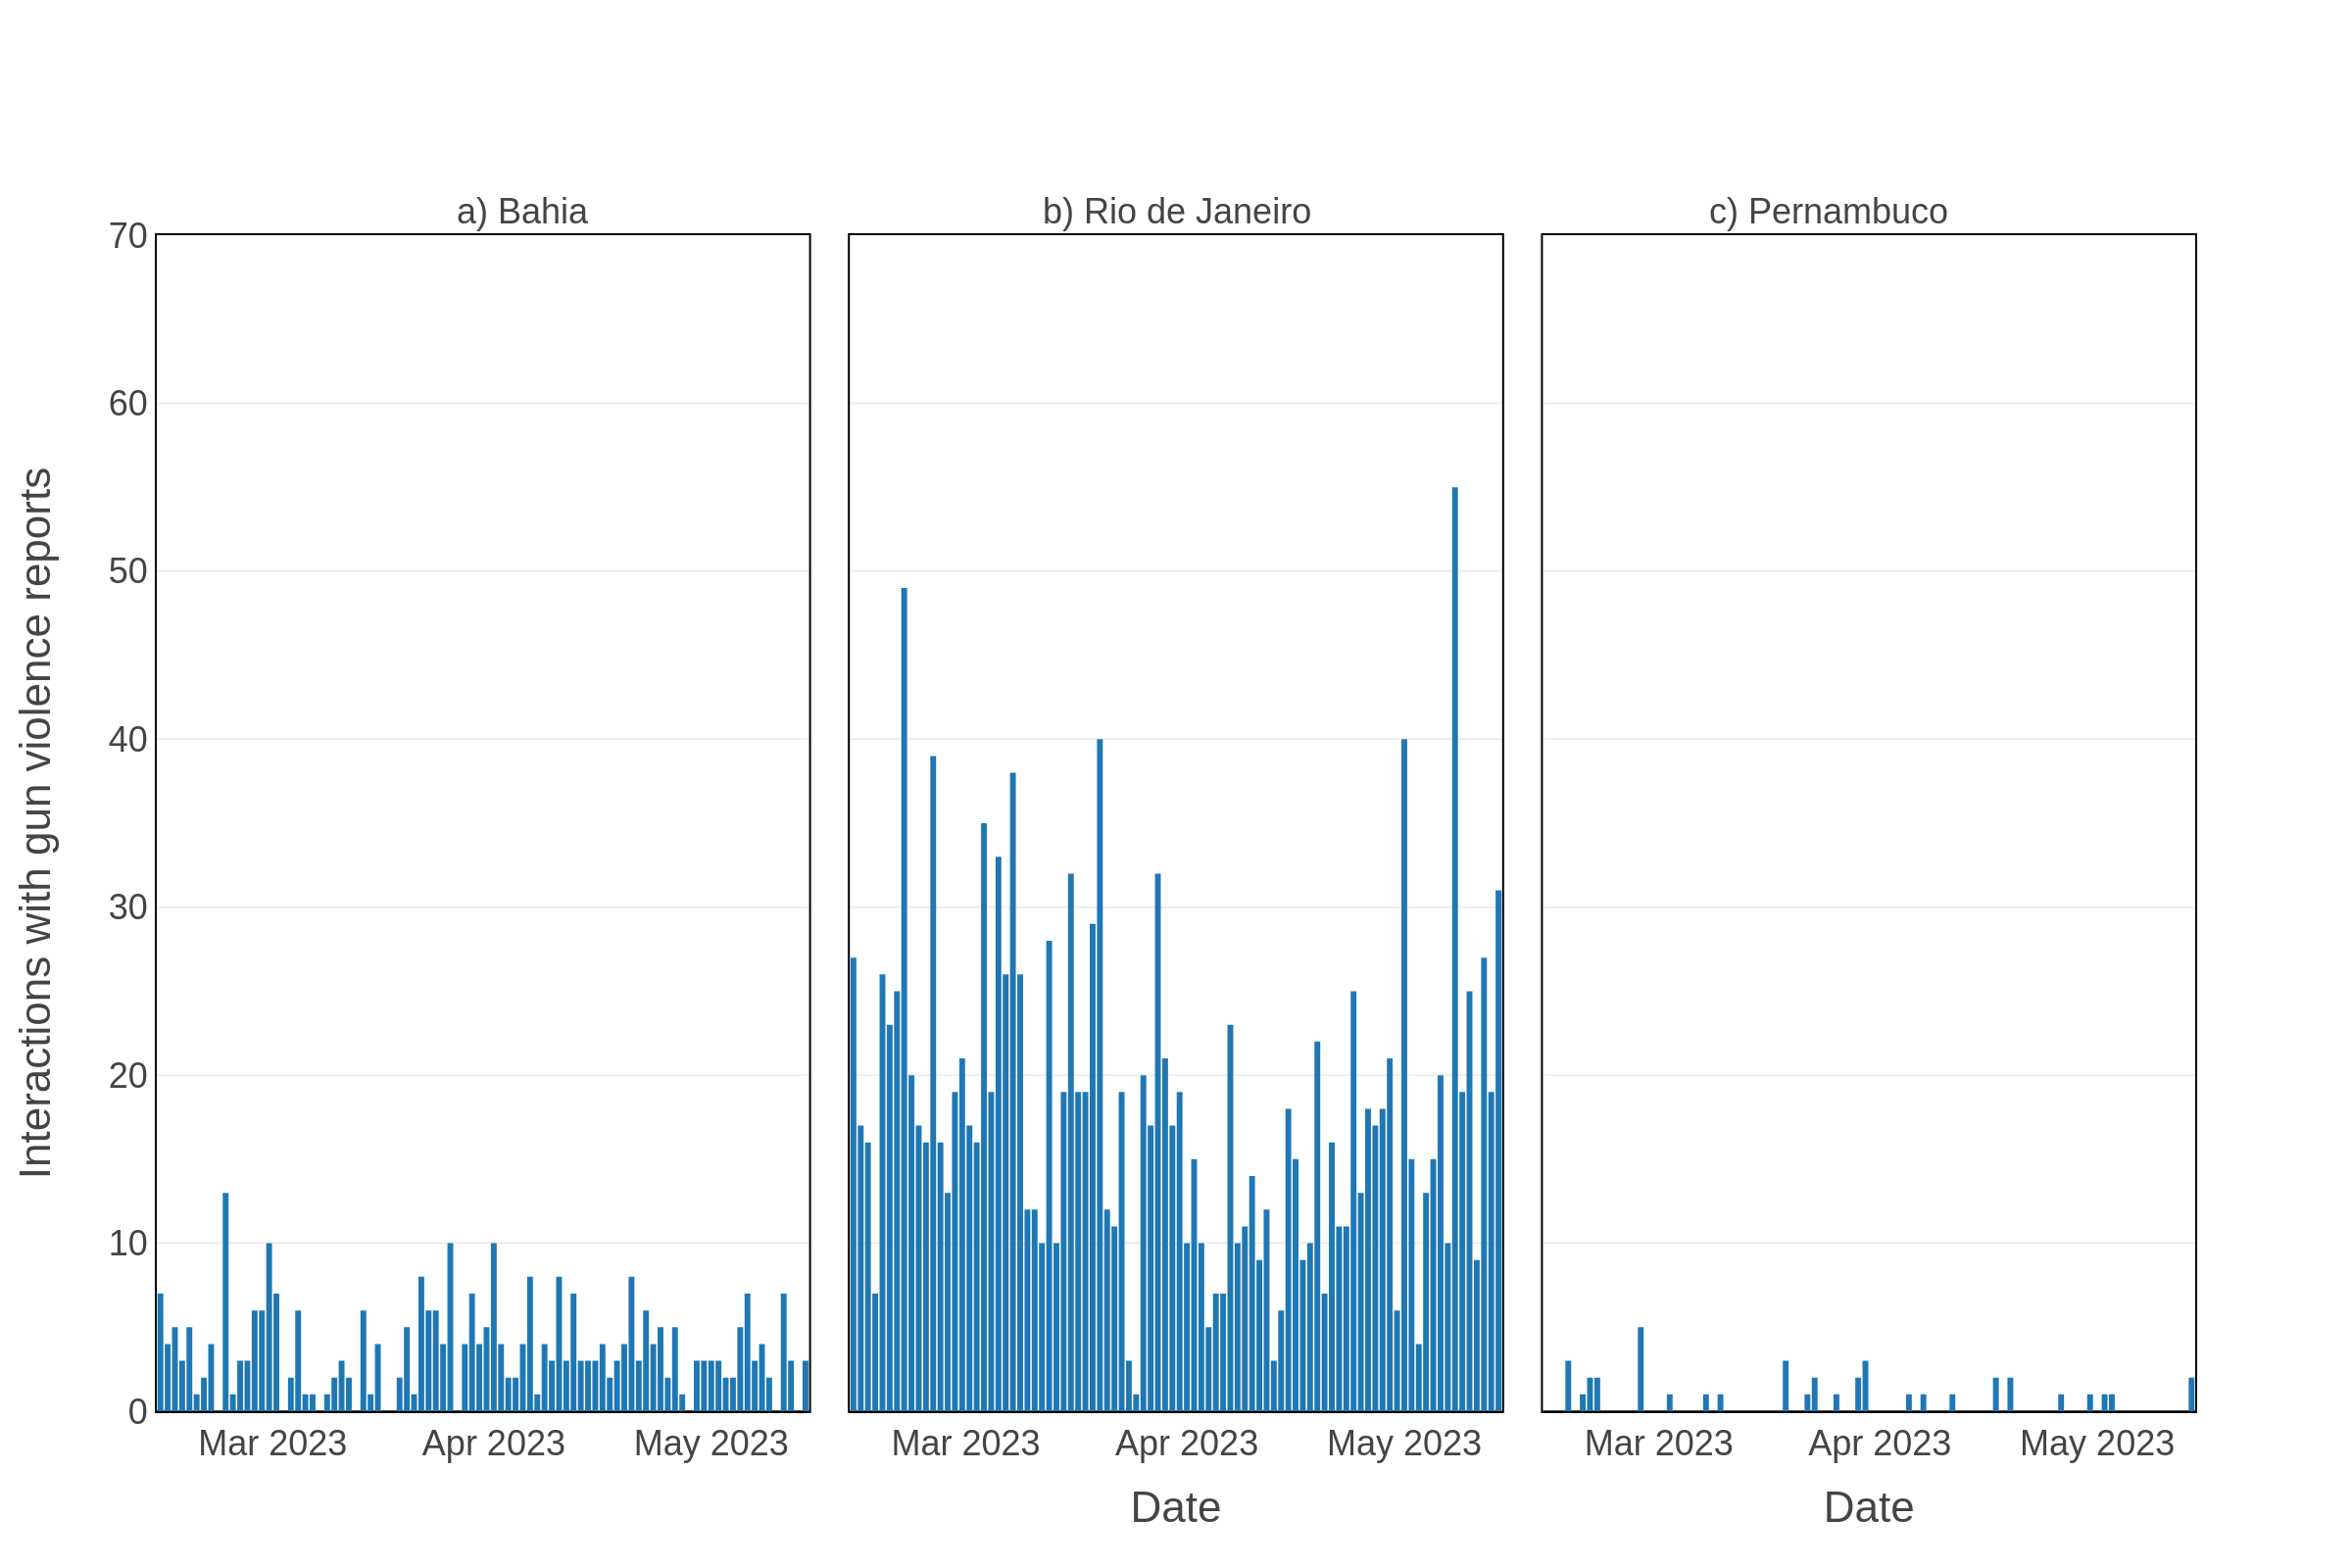 a) Bahia
b) Rio de Janeiro
c) Pernambuco
Interactions with gun violence reports
70
60
50
40
30
20
10
0
Mar 2023
Apr 2023
May 2023
Mar 2023
Apr 2023
May 2023
Mar 2023
Apr 2023
May 2023
Date
Date